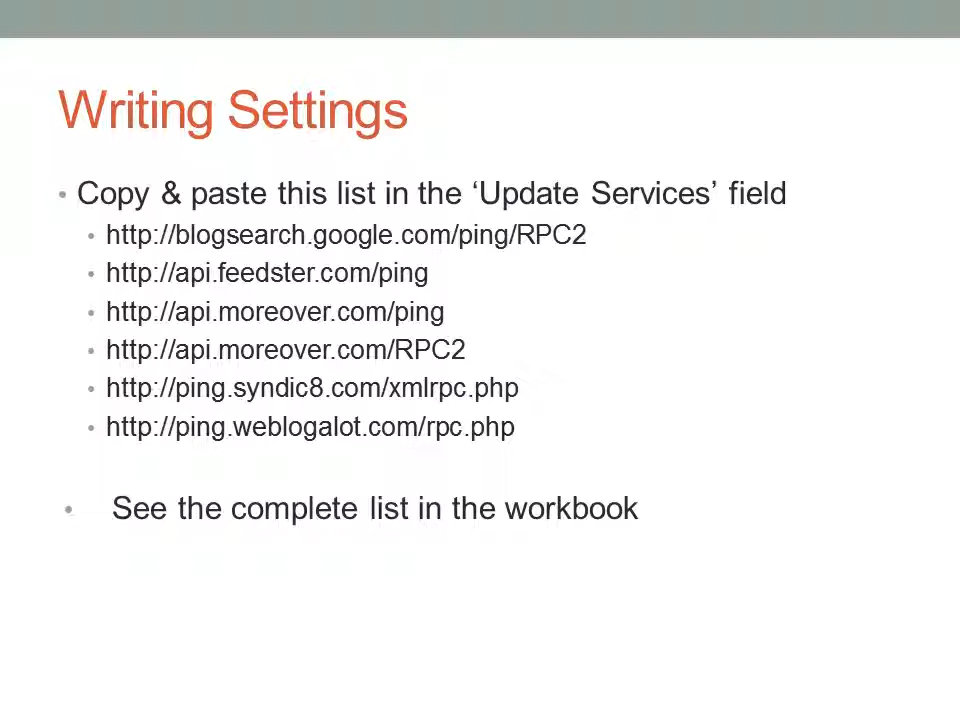 Writing Settings
• Copy & paste this list in the ‘Update Services’ field
• http://blogsearch.google.com/ping/RPC2
• http://api.feedster.com/ping
• http://api.moreover.com/ping
• http://api.moreover.com/RPC2
• http://ping.syndic8.com/xmlrpc.php
• http://ping.weblogalot.com/rpc.php
• See the complete list in the workbook